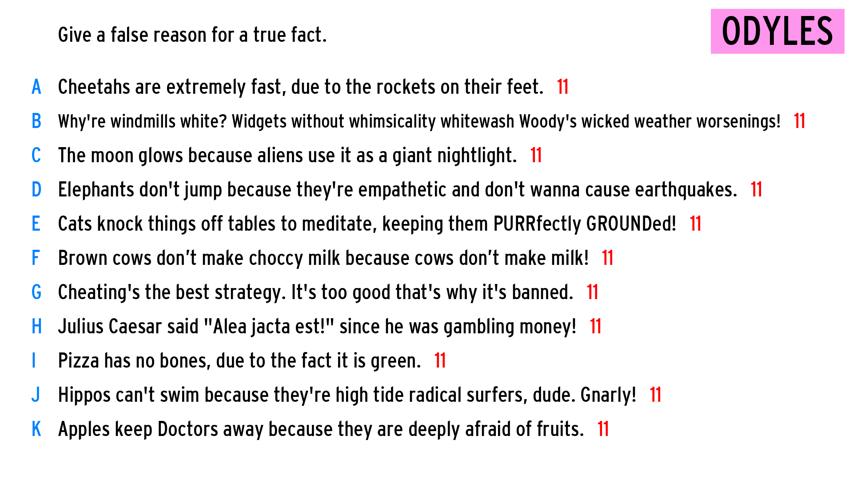 Give a false reason for a true fact.
ODYLES
A Cheetahs are extremely fast, due to the rockets on their feet. 11
B Why're windmills white? Widgets without whimsicality whitewash Woody's wicked weather worsenings! 11
C The moon glows because aliens use it as a giant nightlight. 11
D Elephants don't jump because they're empathetic and don't wanna cause earthquakes. 11
E Cats knock things off tables to meditate, keeping them PURRfectly GROUNDed! 11
F Brown cows don’t make choccy milk because cows don’t make milk! 11
G Cheating's the best strategy. It's too good that's why it's banned. 11
H Julius Caesar said "Alea jacta est!" since he was gambling money! 11
I Pizza has no bones, due to the fact it is green. 11
J Hippos can't swim because they're high tide radical surfers, dude. Gnarly! 11
K Apples keep Doctors away because they are deeply afraid of fruits. 11